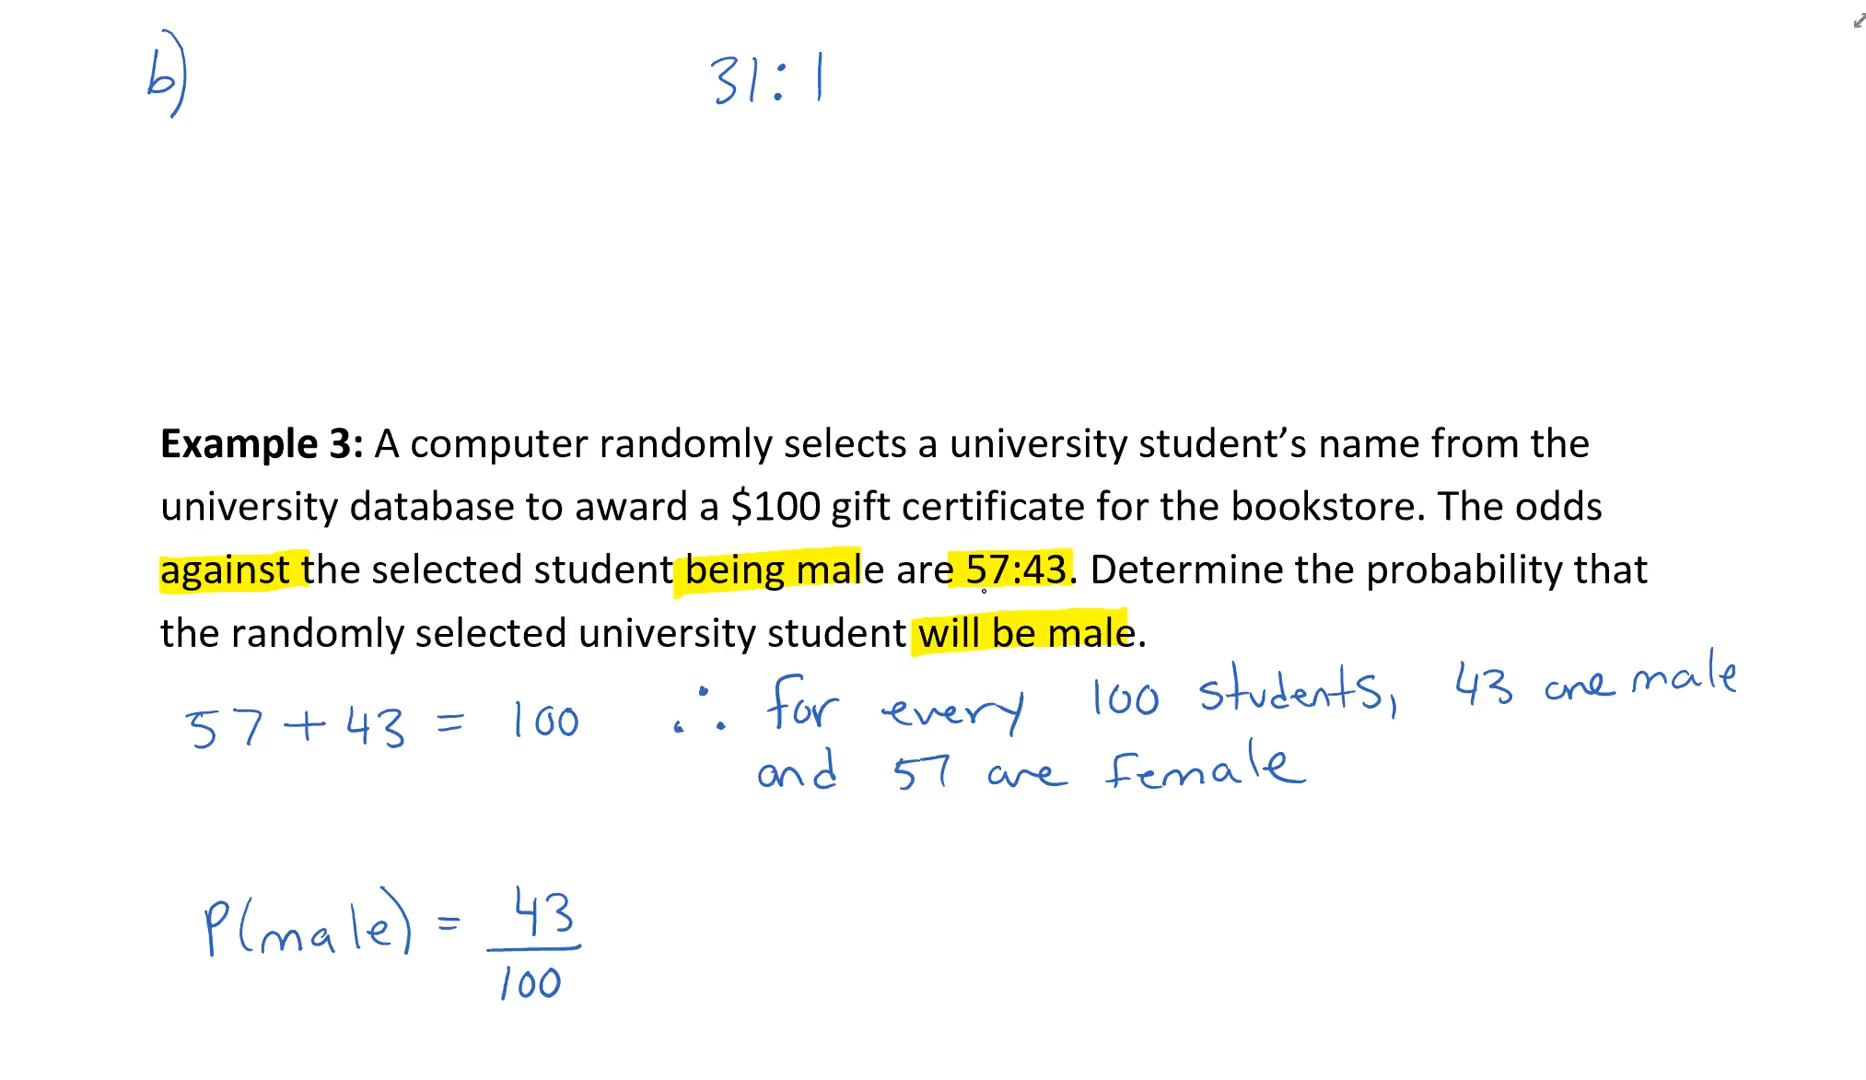 b) 31:1
Example 3: A computer randomly selects a university student’s name from the
university database to award a $100 gift certificate for the bookstore. The odds
against the selected student being male are 57:43. Determine the probability that
the randomly selected university student will be male.
57 + 43 = 100 ∴ for every 100 students, 43 are male
and 57 are female
P(male) = 43
100